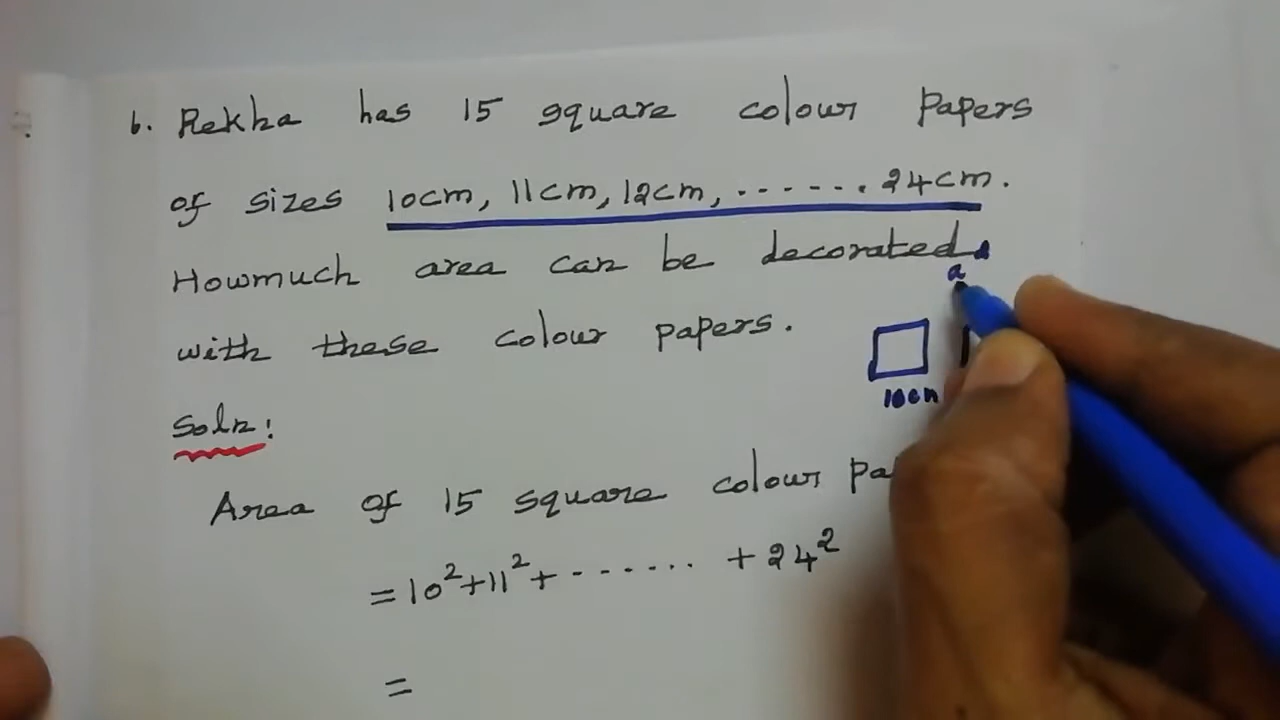 6. Rekha has 15 square colour Papers
of sizes 10cm, 11cm, 12cm, ....... 24cm.
Howmuch area can be decorated
with these colour papers.
a
10cm
Soln:
Area of 15 square colour
= 10² + 11² + ....... + 24²
=